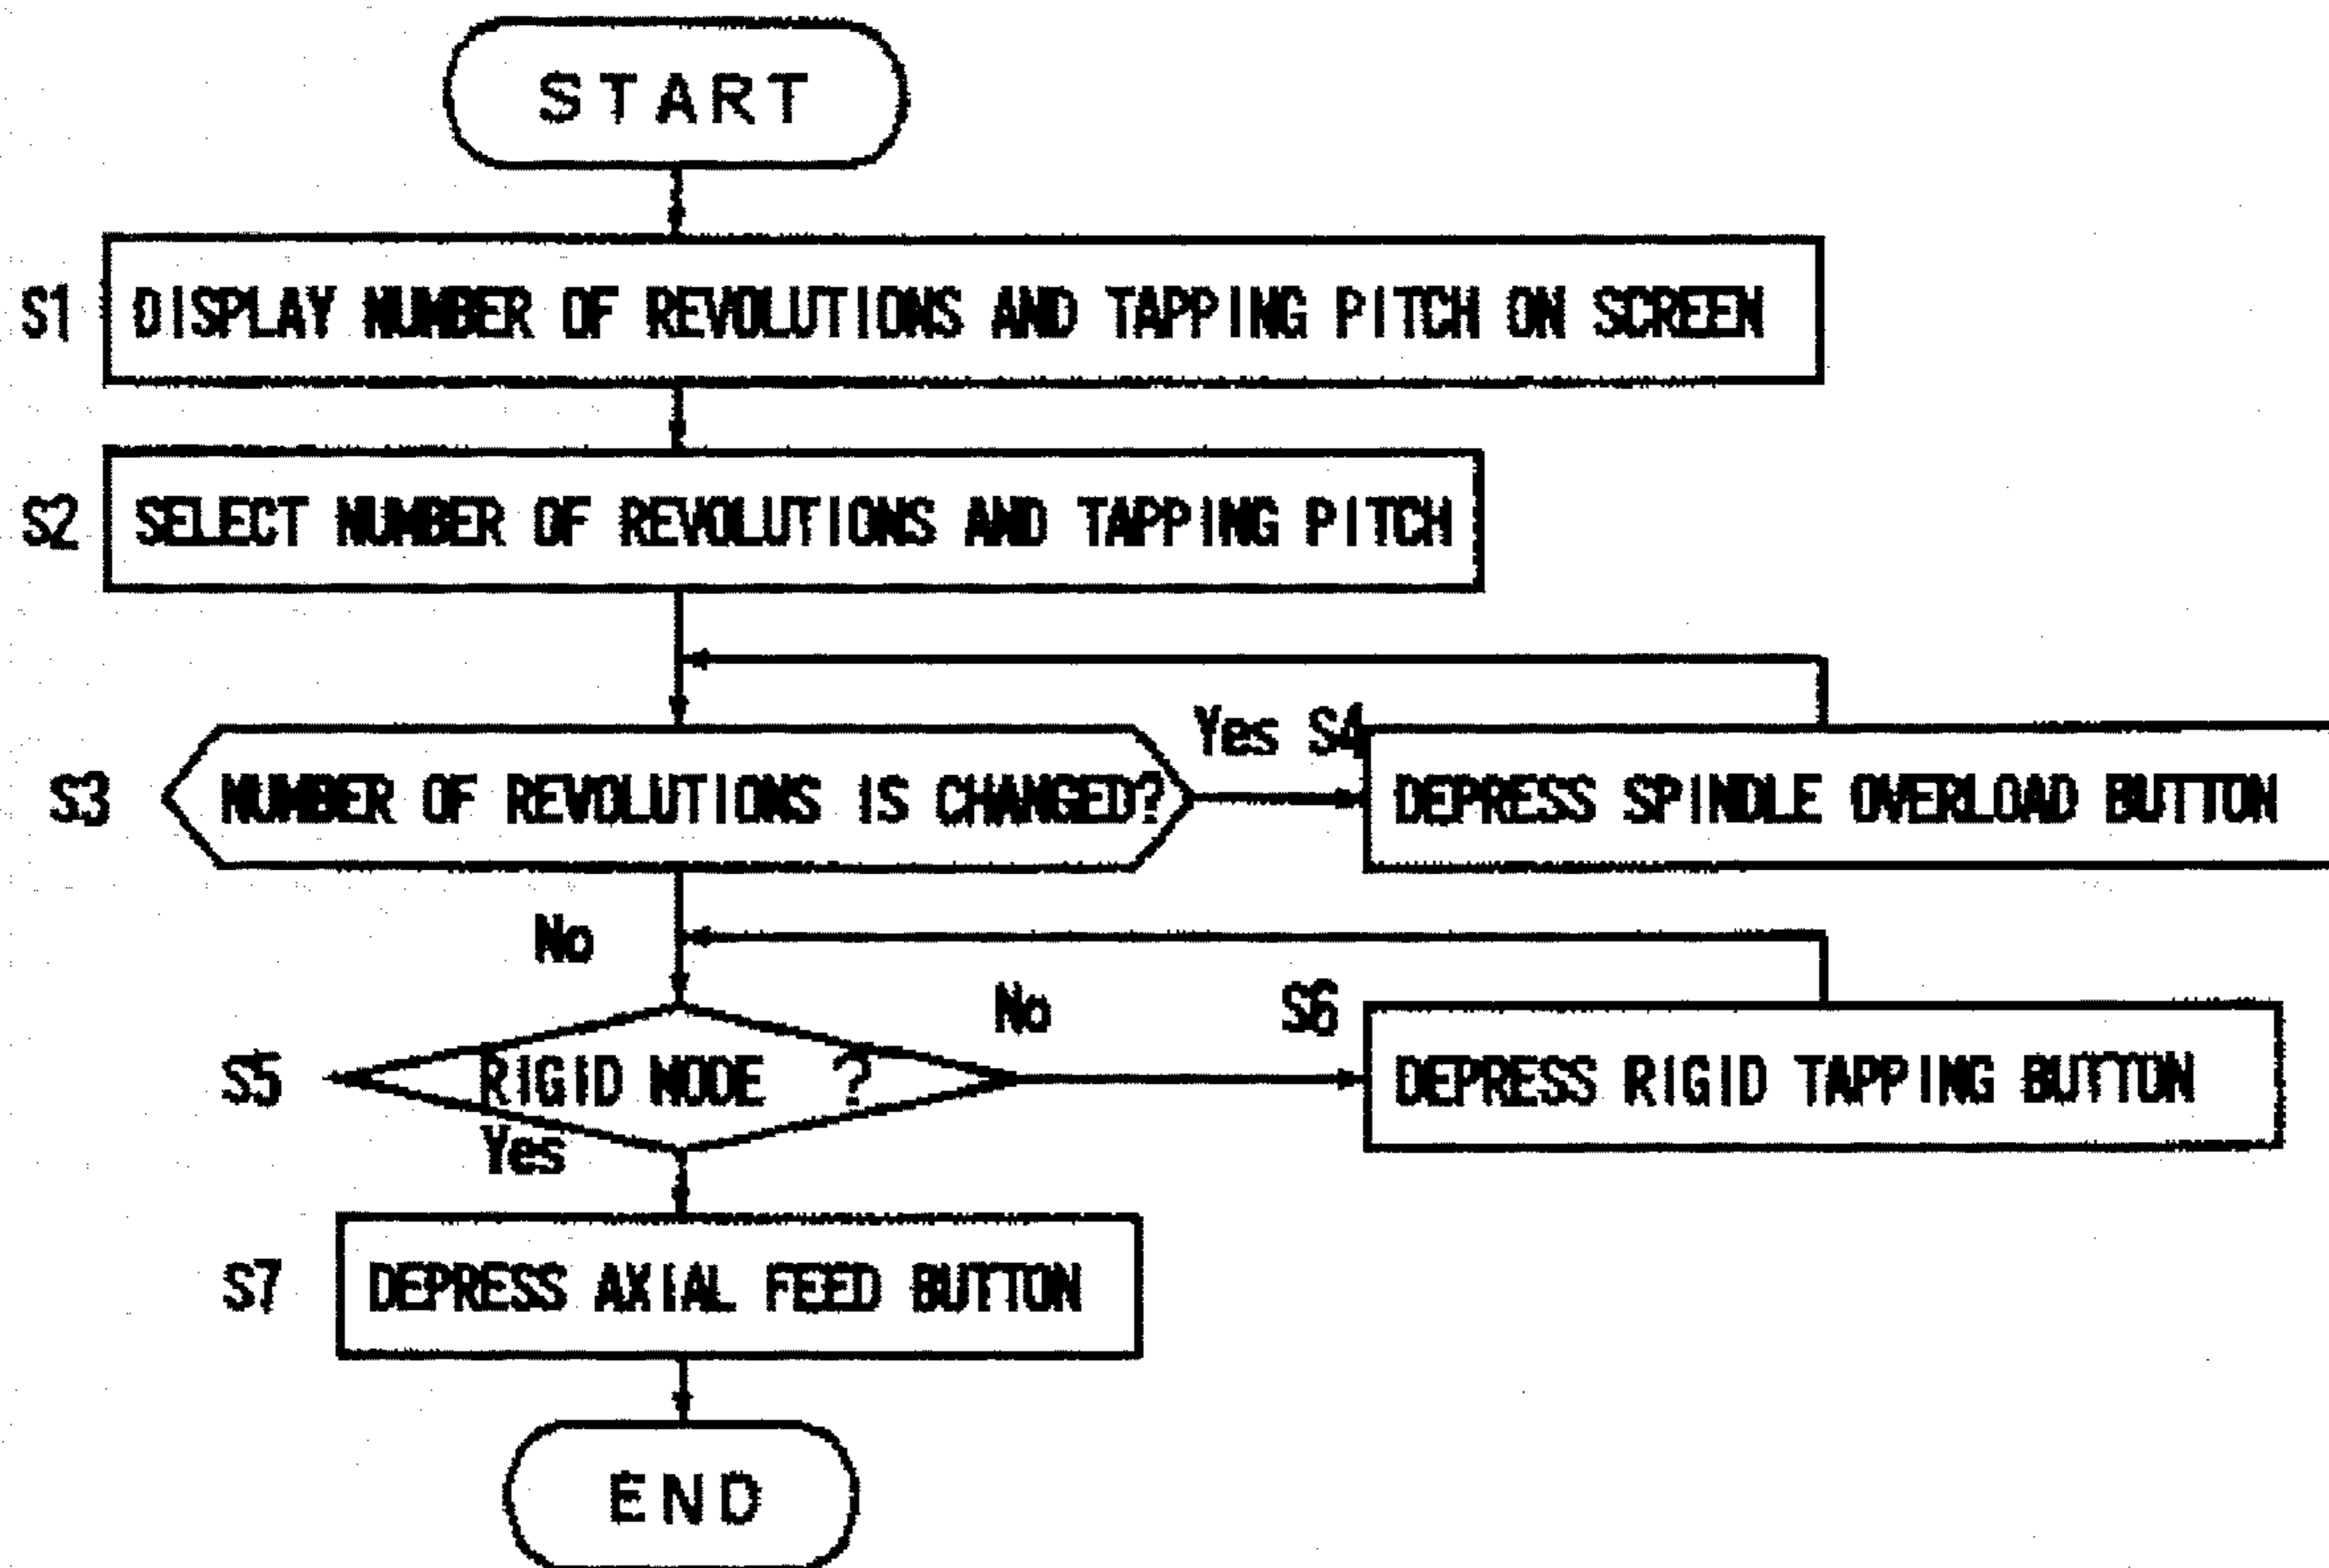 START
S1 DISPLAY NUMBER OF REVOLUTIONS AND TAPPING PITCH ON SCREEN
S2 SELECT NUMBER OF REVOLUTIONS AND TAPPING PITCH
S3 NUMBER OF REVOLUTIONS IS CHANGED?
Yes S4
DEPRESS SPINDLE OVERLOAD BUTTON
No
S5 RIGID MODE ?
No S6
DEPRESS RIGID TAPPING BUTTON
Yes
S7 DEPRESS AXIAL FEED BUTTON
END